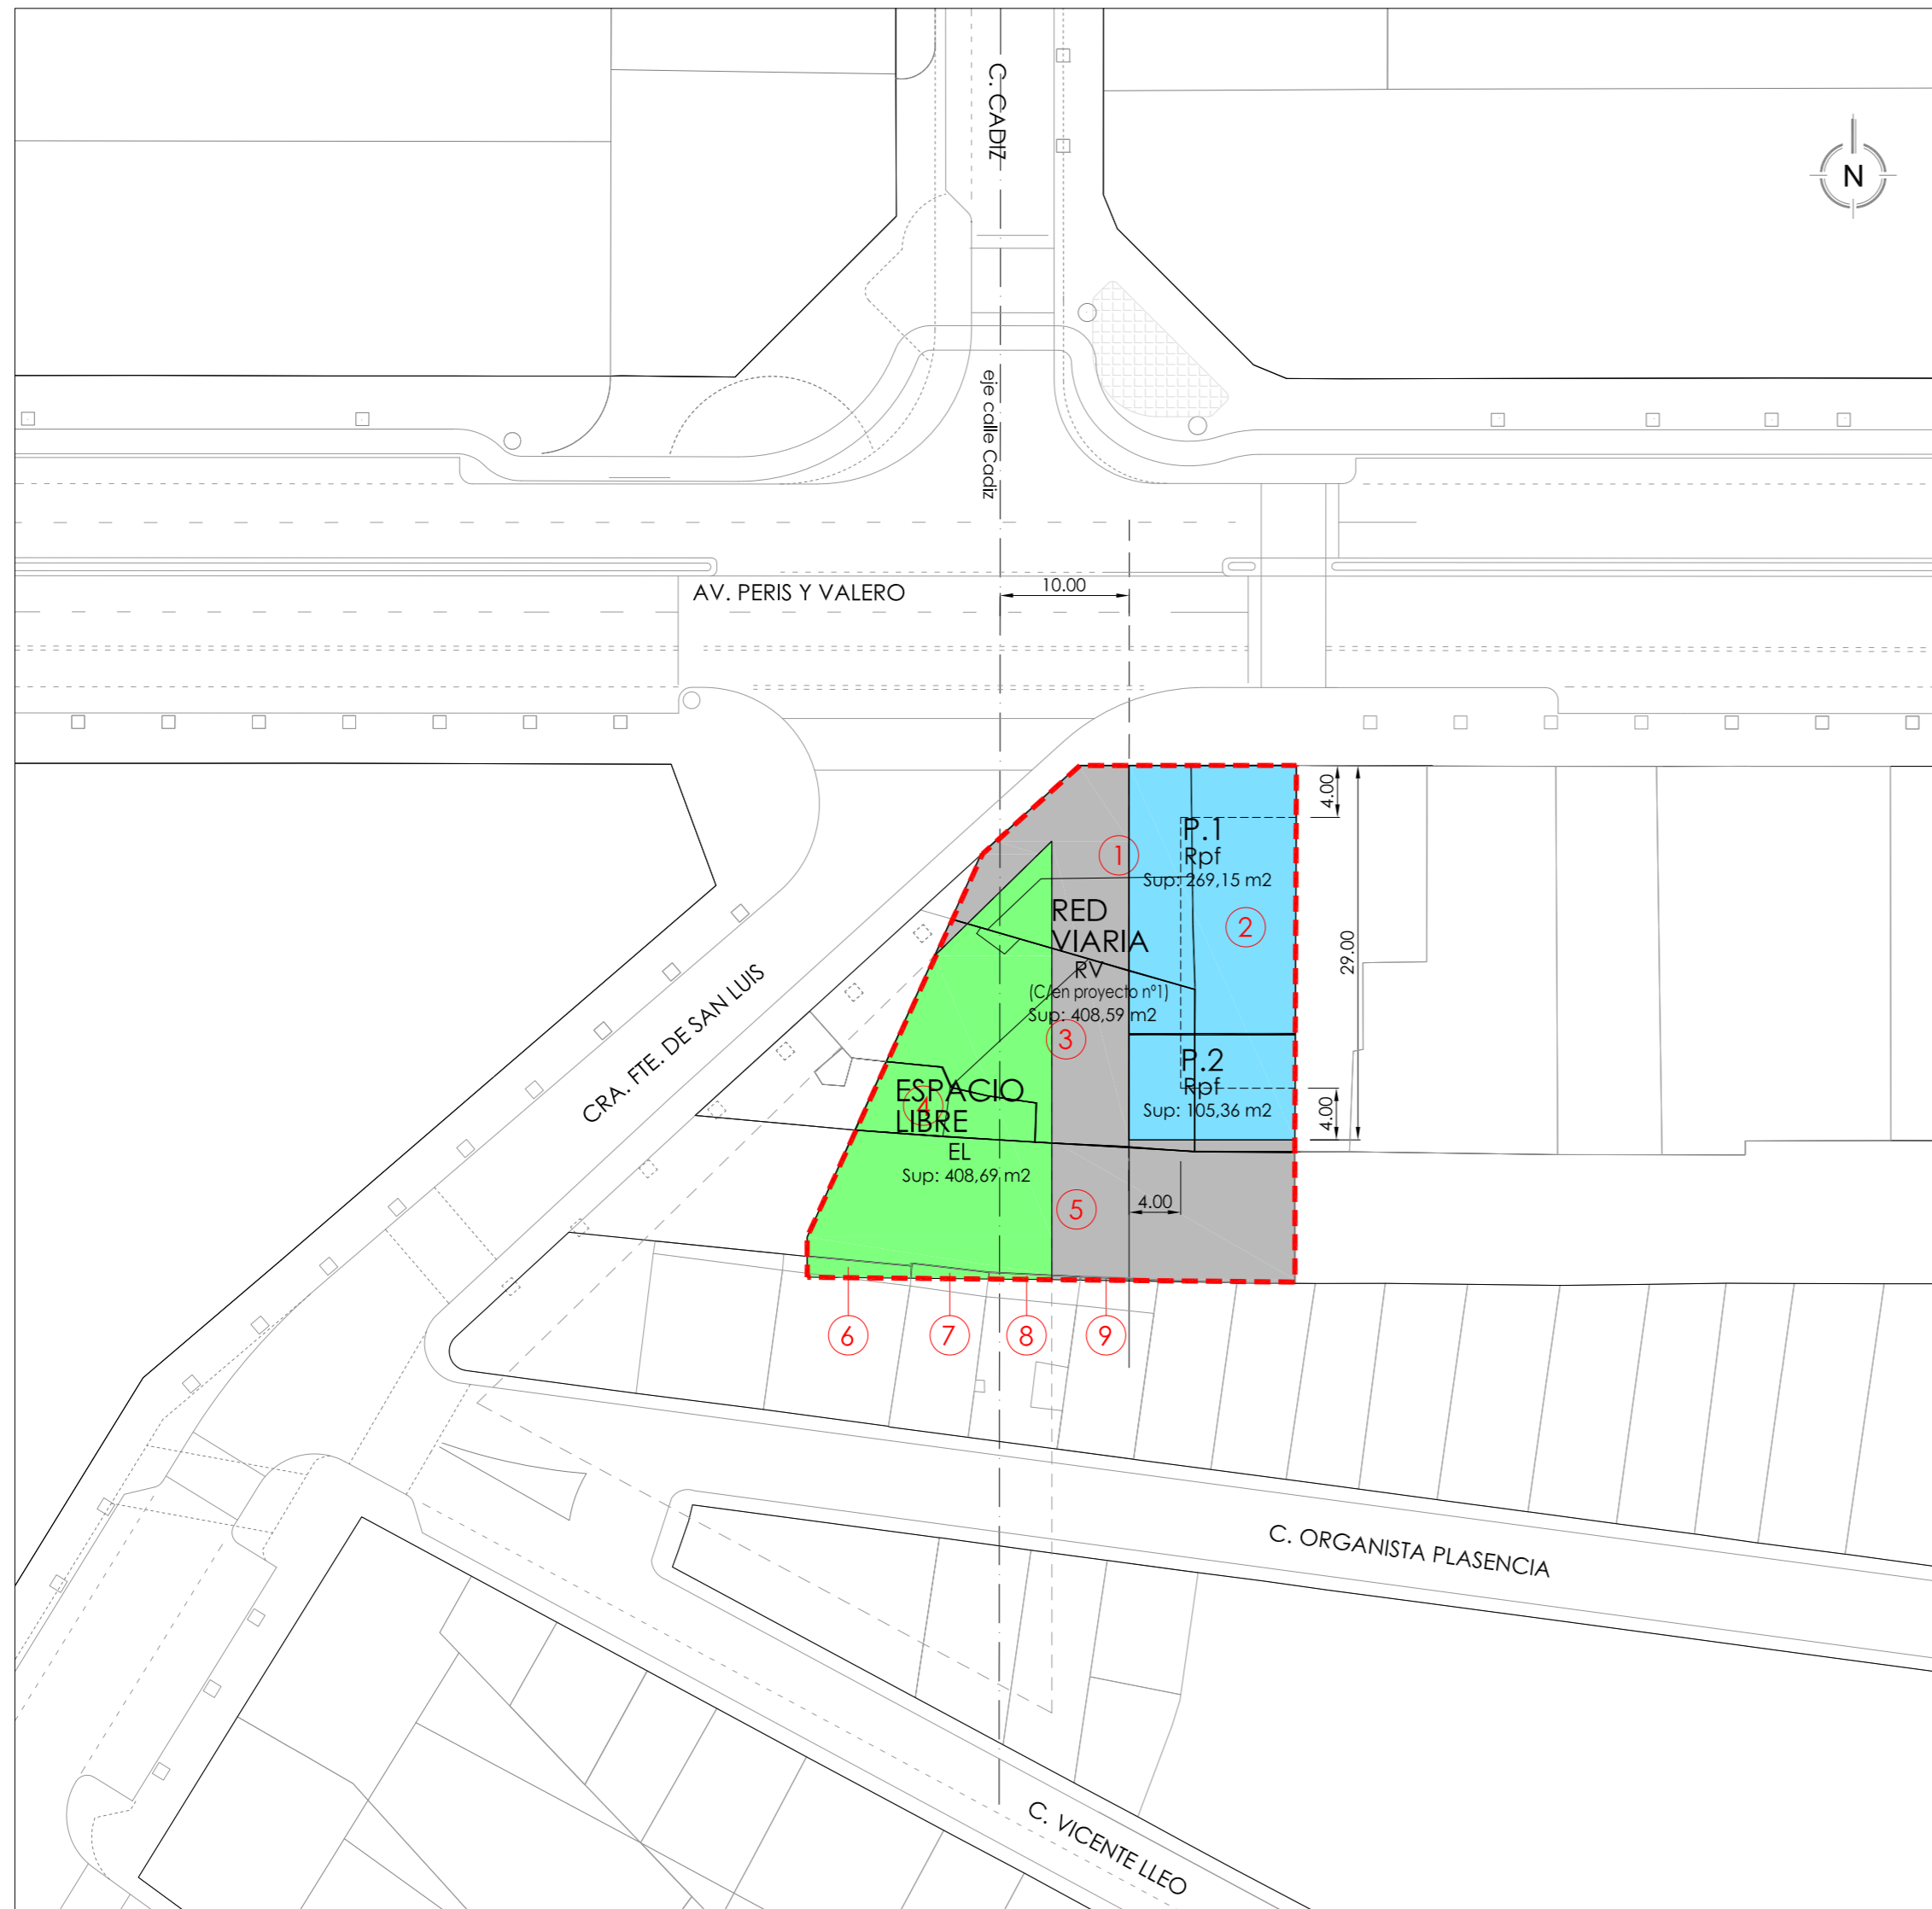 C. CADIZ
N
eje calle Cadiz
AV. PERIS Y VALERO
10.00
4.00
P.1
Rpf
Sup: 269,15 m2
1
2
29.00
RED
VIARIA
RV
(C/en proyecto nº1)
Sup: 408,59 m2
3
CRA. FTE. DE SAN LUIS
P.2
Rpf
Sup: 105,36 m2
4.00
ESPACIO
LIBRE
4
EL
Sup: 408,69 m2
5
4.00
6
7
8
9
C. ORGANISTA PLASENCIA
C. VICENTE LLEO